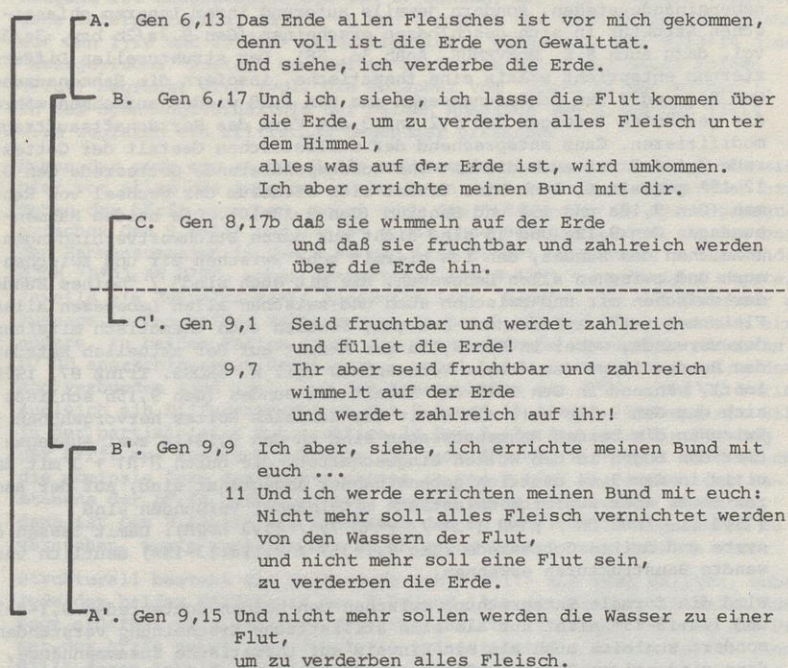 A. Gen 6,13 Das Ende allen Fleisches ist vor mich gekommen,
denn voll ist die Erde von Gewalttat.
Und siehe, ich verderbe die Erde.
B. Gen 6,17 Und ich, siehe, ich lasse die Flut kommen über
die Erde, um zu verderben alles Fleisch unter
dem Himmel,
alles was auf der Erde ist, wird umkommen.
Ich aber errichte meinen Bund mit dir.
C. Gen 8,17b daß sie wimmeln auf der Erde
und daß sie fruchtbar und zahlreich werden
über die Erde hin.
C'. Gen 9,1 Seid fruchtbar und werdet zahlreich
und füllet die Erde!
9,7 Ihr aber seid fruchtbar und zahlreich
wimmelt auf der Erde
und werdet zahlreich auf ihr!
B'. Gen 9,9 Ich aber, siehe, ich errichte meinen Bund mit
euch ...
11 Und ich werde errichten meinen Bund mit euch:
Nicht mehr soll alles Fleisch vernichtet werden
von den Wassern der Flut,
und nicht mehr soll eine Flut sein,
zu verderben die Erde.
A'. Gen 9,15 Und nicht mehr sollen werden die Wasser zu einer
Flut,
um zu verderben alles Fleisch.